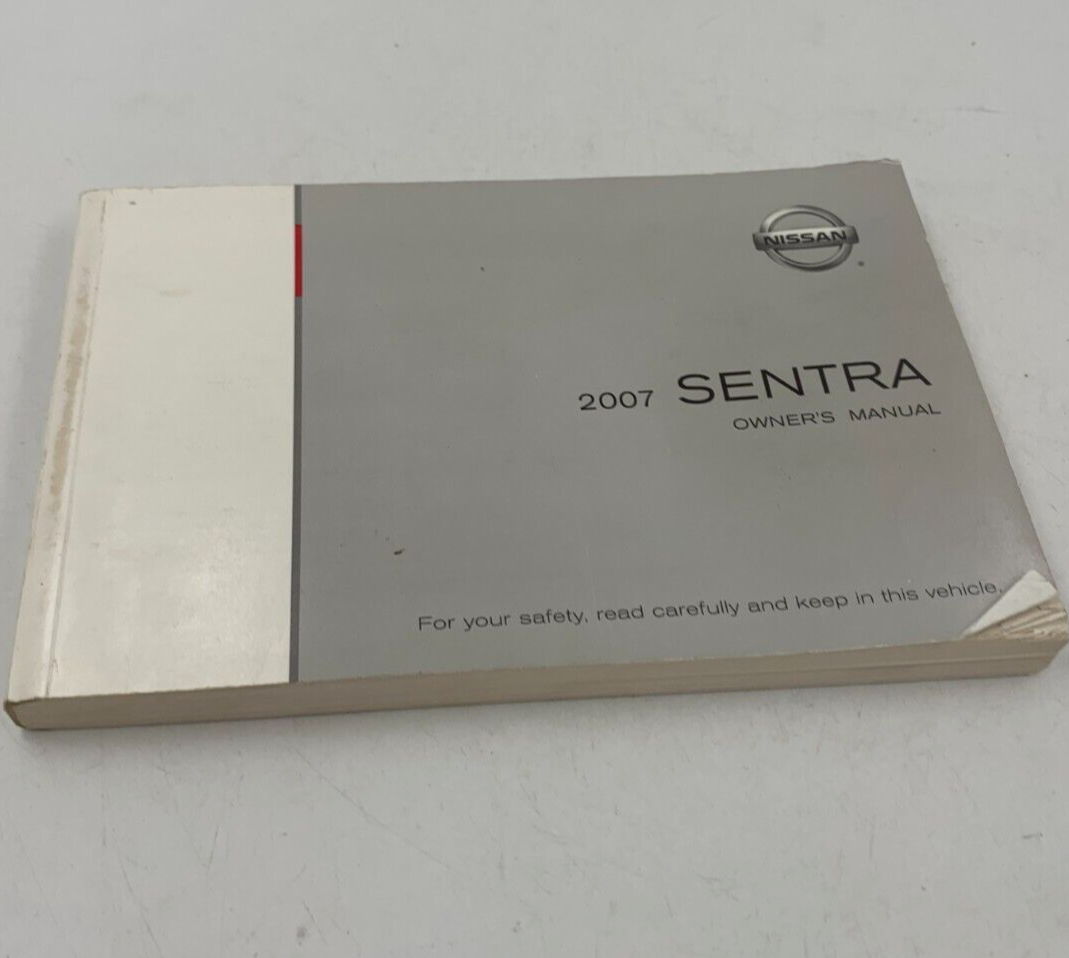 NISSAN
2007 SENTRA
OWNER'S MANUAL
For your safety, read carefully and keep in this vehicle.